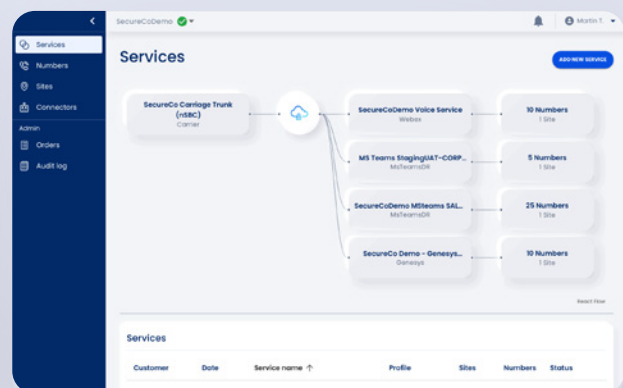 SecureCoDemo
Martin T.
Services
Numbers
Sites
Connectors
Admin
Orders
Audit log
Services
ADD NEW SERVICE
SecureCo Carriage Trunk
(nSBC)
Carrier
SecureCoDemo Voice Service
Webex
10 Numbers
1 Site
MS Teams StagingUAT-CORP...
MsTeamsDR
5 Numbers
1 Site
SecureCoDemo MSteams SAL...
MsTeamsDR
25 Numbers
1 Site
SecureCo Demo - Genesys...
Genesys
10 Numbers
1 Site
React Flow
Services
Customer Date Service name ↑ Profile Sites Numbers Status